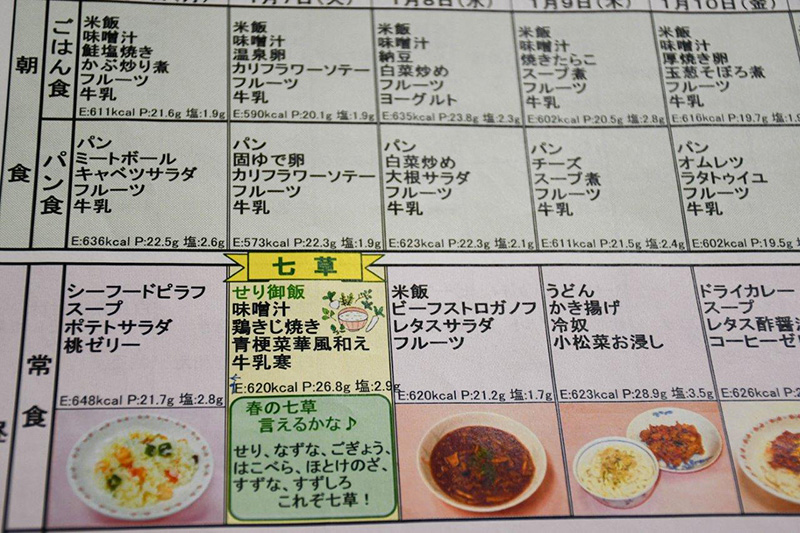 1月8日(水)
1月9日(木)
1月10日(金)
朝食
ごはん食
米飯
味噌汁
鮭塩焼き
かぶ炒り煮
フルーツ
牛乳
E:611kcal P:21.6g 塩:1.9g
米飯
味噌汁
温泉卵
カリフラワーソテー
フルーツ
牛乳
E:590kcal P:20.1g 塩:1.9g
米飯
味噌汁
納豆
白菜炒め
フルーツ
ヨーグルト
E:635kcal P:23.8g 塩:2.3g
米飯
味噌汁
焼きたらこ
スープ煮
フルーツ
牛乳
E:602kcal P:20.5g 塩:2.8g
米飯
味噌汁
厚焼き卵
玉葱そぼろ煮
フルーツ
牛乳
E:616kcal P:19.7g 塩:1.9
パン食
パン
ミートボール
キャベツサラダ
フルーツ
牛乳
E:636kcal P:22.5g 塩:2.6g
パン
固ゆで卵
カリフラワーソテー
フルーツ
牛乳
E:573kcal P:22.3g 塩:1.9g
パン
白菜炒め
大根サラダ
フルーツ
牛乳
E:623kcal P:22.3g 塩:2.1g
パン
チーズ
スープ煮
フルーツ
牛乳
E:611kcal P:21.5g 塩:2.4g
パン
オムレツ
ラタトゥイユ
フルーツ
牛乳
E:602kcal P:19.5g
常食
シーフードピラフ
スープ
ポテトサラダ
桃ゼリー
E:648kcal P:21.7g 塩:2.8g
七草
せり御飯
味噌汁
鶏きじ焼き
青梗菜華風和え
牛乳寒
E:620kcal P:26.8g 塩:2.9g
春の七草
言えるかな♪
せり、なずな、ごぎょう、
はこべら、ほとけのざ、
すずな、すずしろ
これぞ七草！
米飯
ビーフストロガノフ
レタスサラダ
フルーツ
E:620kcal P:21.2g 塩:1.7g
うどん
かき揚げ
冷奴
小松菜お浸し
E:623kcal P:28.9g 塩:3.5g
ドライカレー
スープ
レタス酢醤
コーヒーゼ
E:626kcal P:2